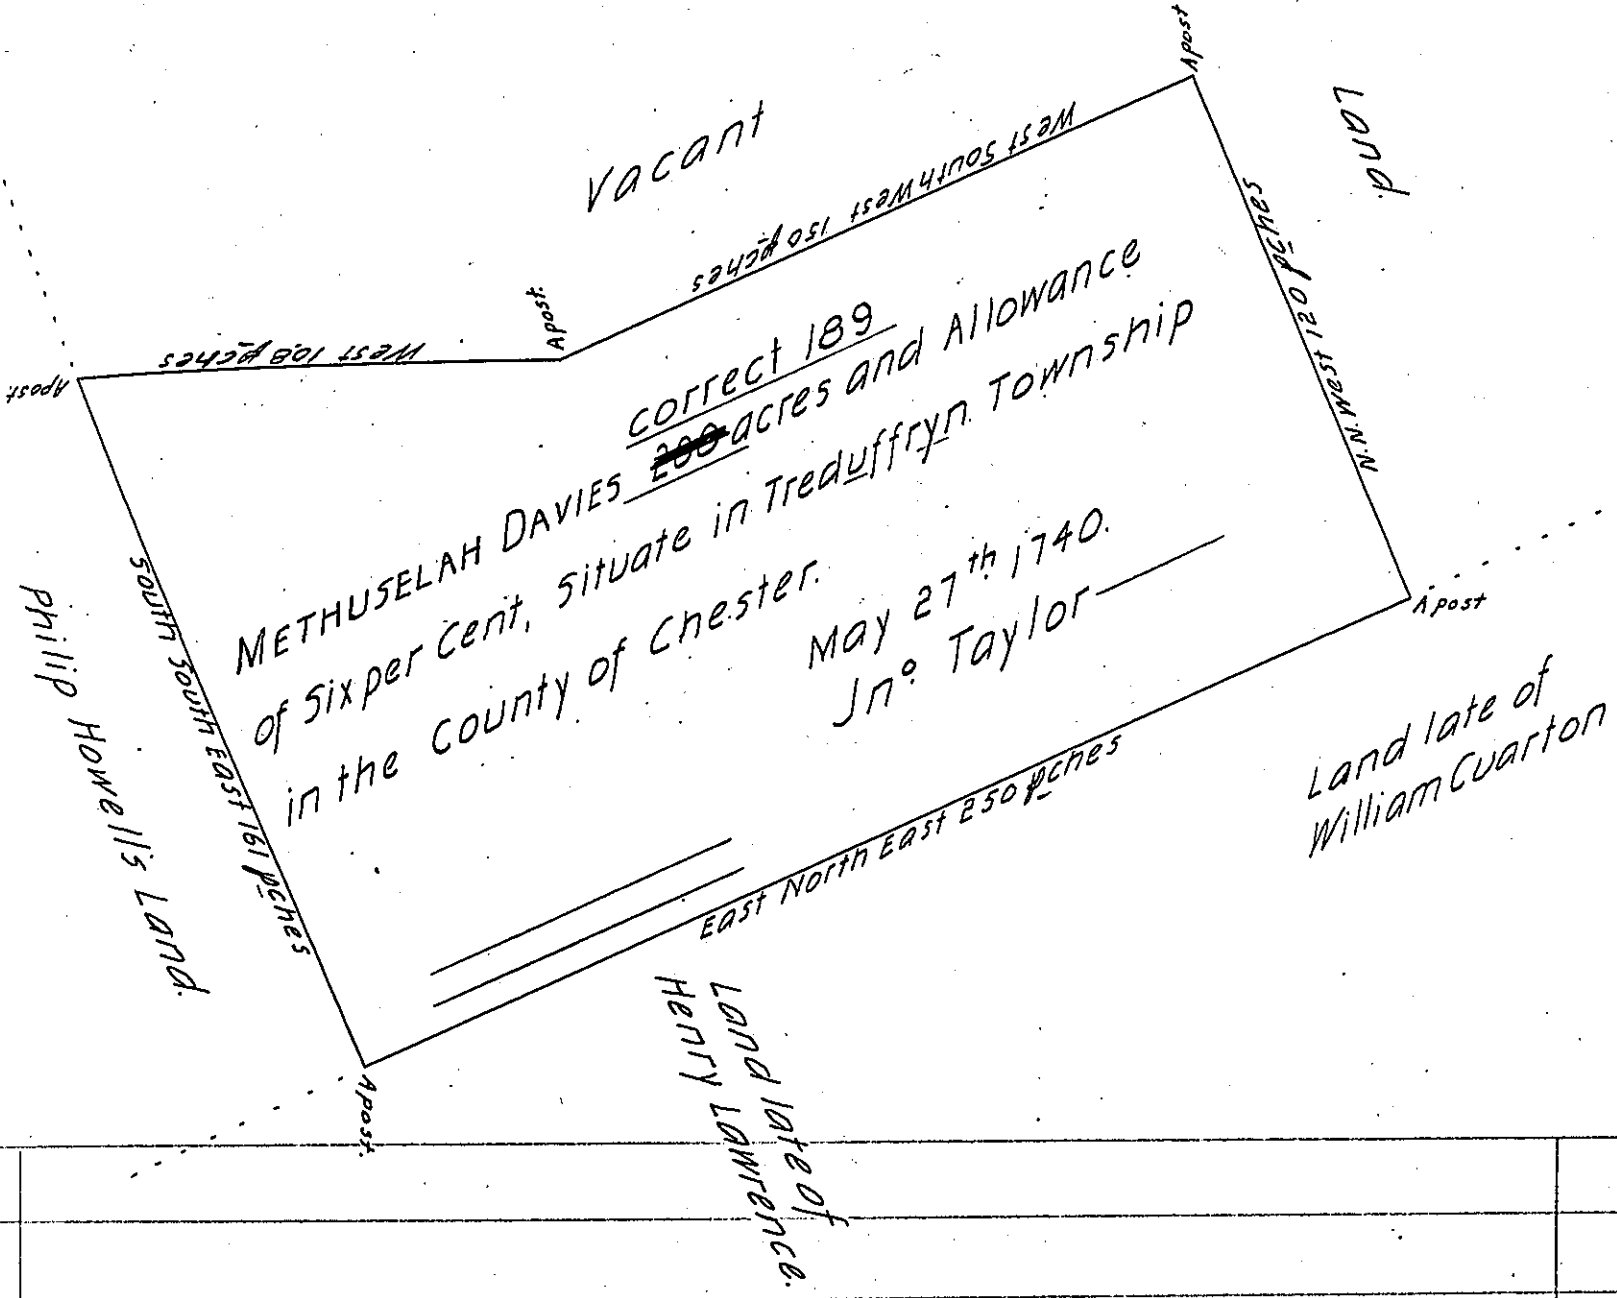 Apost
Vacant
Land
West South West 150 pches
N.N.West 120 pches
Apost.
West 108 pches
Apost.
correct 189
METHUSELAH DAVIES 200 acres and Allowance
of Six per Cent, Situate in Treduffryn Township
in the County of Chester.
May 27th 1740.
Jno. Taylor
South South East 161 pches
Philip Howell's Land.
Apost
East North East 250 pches
Land late of
William Cuarton
Apost.
Land late of
Henry Lawrence.